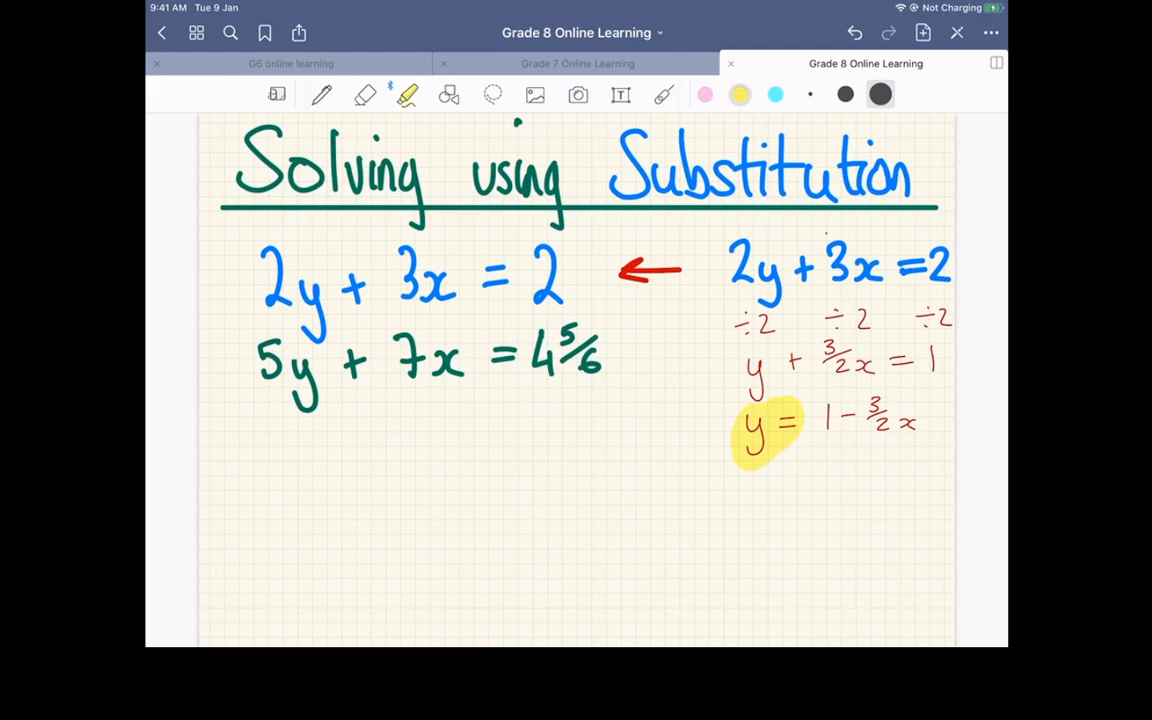 9:41 AM Tue 9 Jan Not Charging
Grade 8 Online Learning
G6 online learning Grade 7 Online Learning Grade 8 Online Learning
T
Solving using Substitution
2y + 3x = 2 ← 2y + 3x = 2
÷2 ÷2 ÷2
5y + 7x = 4 5/6 y + 3/2 x = 1
y = 1 - 3/2 x